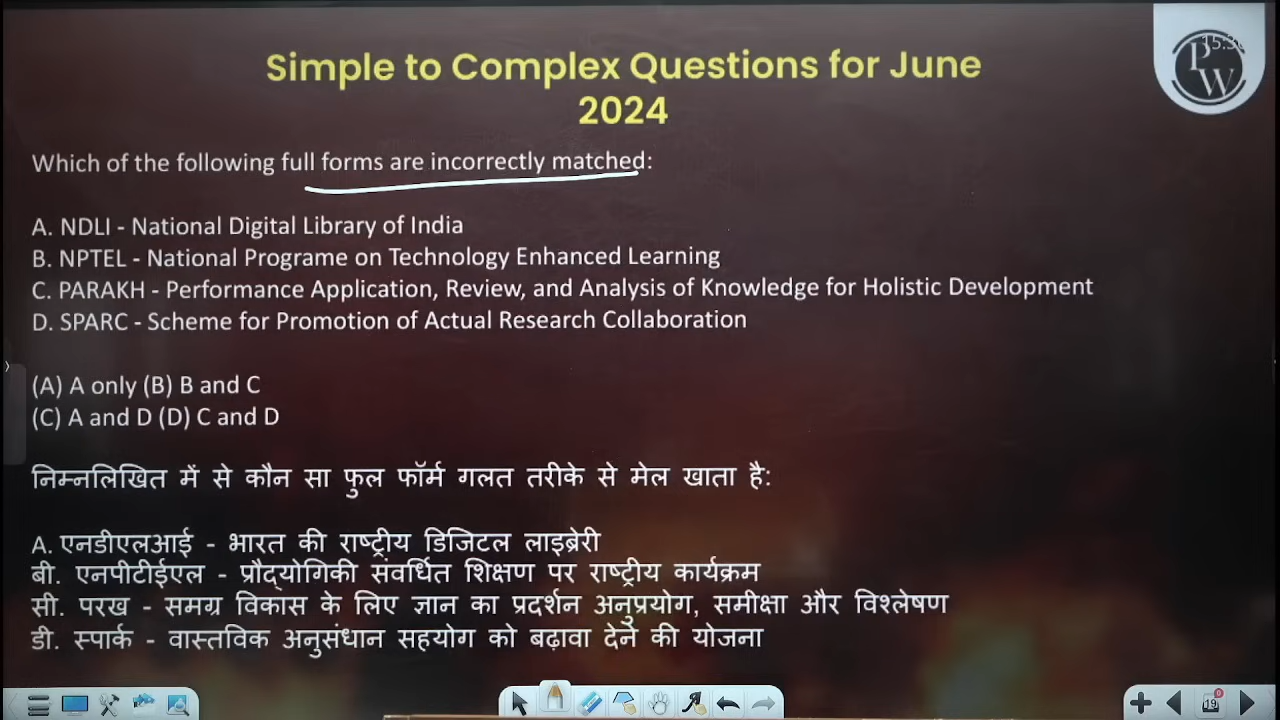 Simple to Complex Questions for June
2024
PW
Which of the following full forms are incorrectly matched:
A. NDLI - National Digital Library of India
B. NPTEL - National Programe on Technology Enhanced Learning
C. PARAKH - Performance Application, Review, and Analysis of Knowledge for Holistic Development
D. SPARC - Scheme for Promotion of Actual Research Collaboration
(A) A only (B) B and C
(C) A and D (D) C and D
निम्नलिखित में से कौन सा फुल फॉर्म गलत तरीके से मेल खाता है:
A. एनडीएलआई - भारत की राष्ट्रीय डिजिटल लाइब्रेरी
बी. एनपीटीईएल - प्रौद्योगिकी संवर्धित शिक्षण पर राष्ट्रीय कार्यक्रम
सी. परख - समग्र विकास के लिए ज्ञान का प्रदर्शन अनुप्रयोग, समीक्षा और विश्लेषण
डी. स्पार्क - वास्तविक अनुसंधान सहयोग को बढ़ावा देने की योजना
19